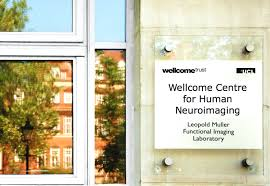 wellcometrust UCL
Wellcome Centre
for Human
Neuroimaging
Leopold Muller
Functional Imaging
Laboratory